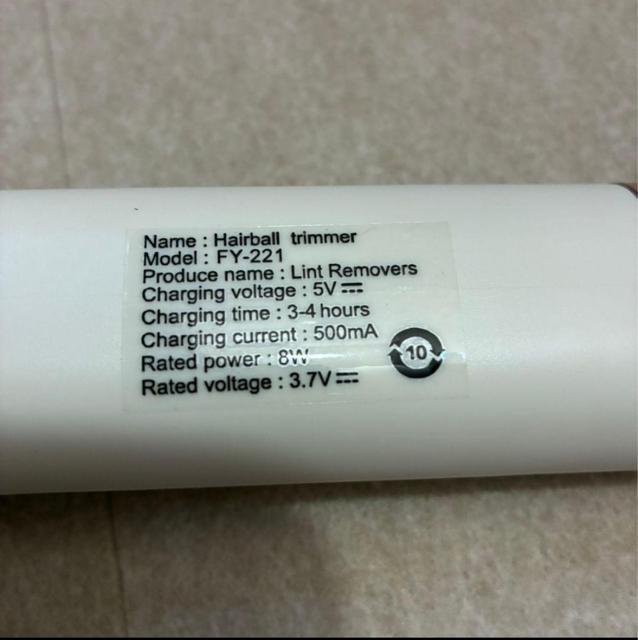 Name : Hairball trimmer
Model : FY-221
Produce name : Lint Removers
Charging voltage : 5V⎓
Charging time : 3-4 hours
Charging current : 500mA
Rated power : 8W
Rated voltage : 3.7V⎓
10